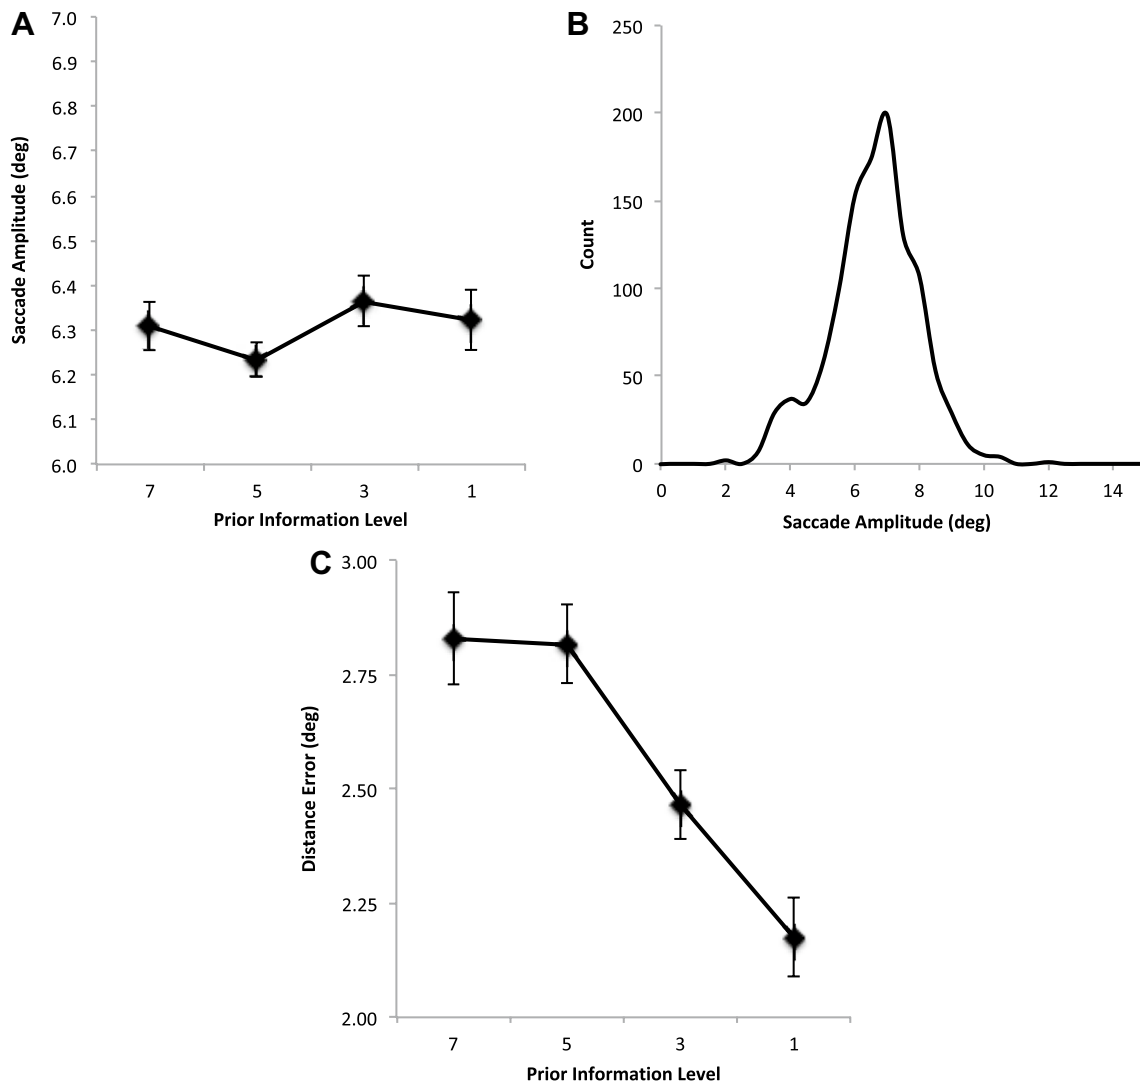 A
Saccade Amplitude (deg)
7.0
6.9
6.8
6.7
6.6
6.5
6.4
6.3
6.2
6.1
6.0
7 5 3 1
Prior Information Level
B
Count
250
200
150
100
50
0
0 2 4 6 8 10 12 14
Saccade Amplitude (deg)
C
Distance Error (deg)
3.00
2.75
2.50
2.25
2.00
7 5 3 1
Prior Information Level